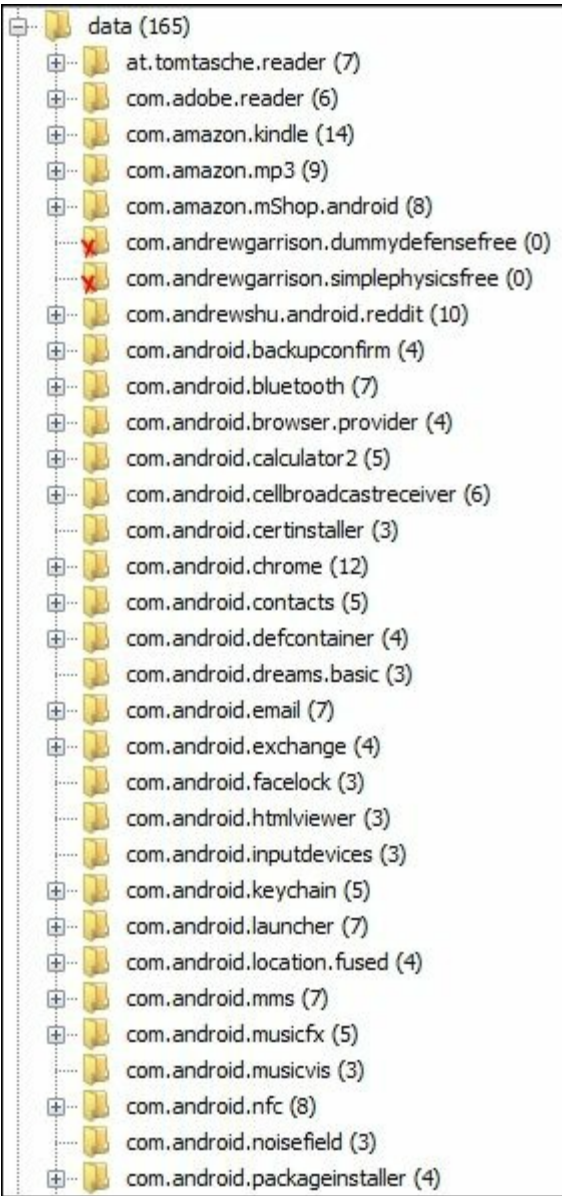 data (165)
at.tomtasche.reader (7)
com.adobe.reader (6)
com.amazon.kindle (14)
com.amazon.mp3 (9)
com.amazon.mShop.android (8)
com.andrewgarrison.dummydefensefree (0)
com.andrewgarrison.simplephysicsfree (0)
com.andrewshu.android.reddit (10)
com.android.backupconfirm (4)
com.android.bluetooth (7)
com.android.browser.provider (4)
com.android.calculator2 (5)
com.android.cellbroadcastreceiver (6)
com.android.certinstaller (3)
com.android.chrome (12)
com.android.contacts (5)
com.android.defcontainer (4)
com.android.dreams.basic (3)
com.android.email (7)
com.android.exchange (4)
com.android.facelock (3)
com.android.htmlviewer (3)
com.android.inputdevices (3)
com.android.keychain (5)
com.android.launcher (7)
com.android.location.fused (4)
com.android.mms (7)
com.android.musicfx (5)
com.android.musicvis (3)
com.android.nfc (8)
com.android.noisefield (3)
com.android.packageinstaller (4)